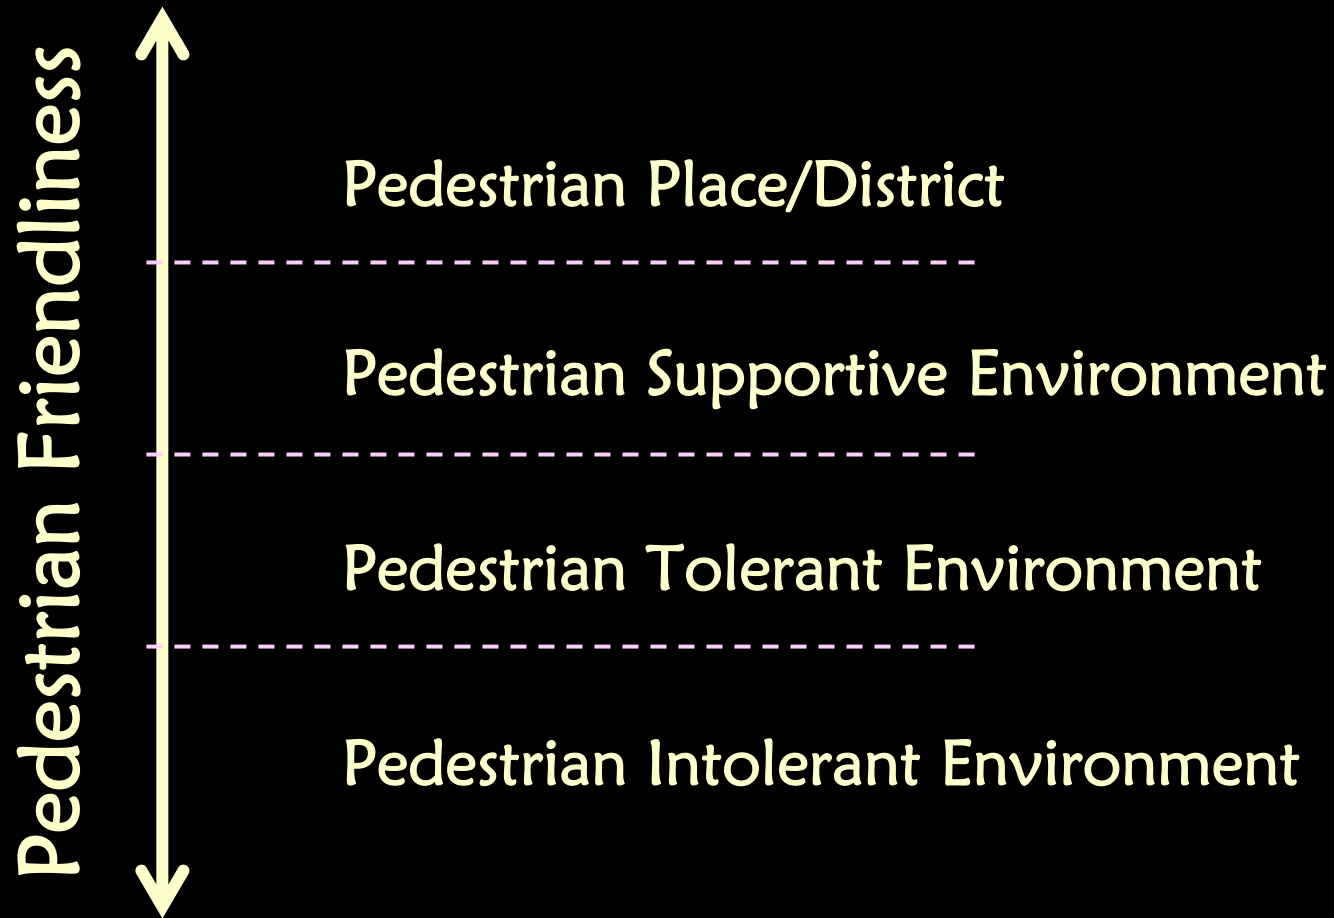 Pedestrian Friendliness
Pedestrian Place/District
Pedestrian Supportive Environment
Pedestrian Tolerant Environment
Pedestrian Intolerant Environment